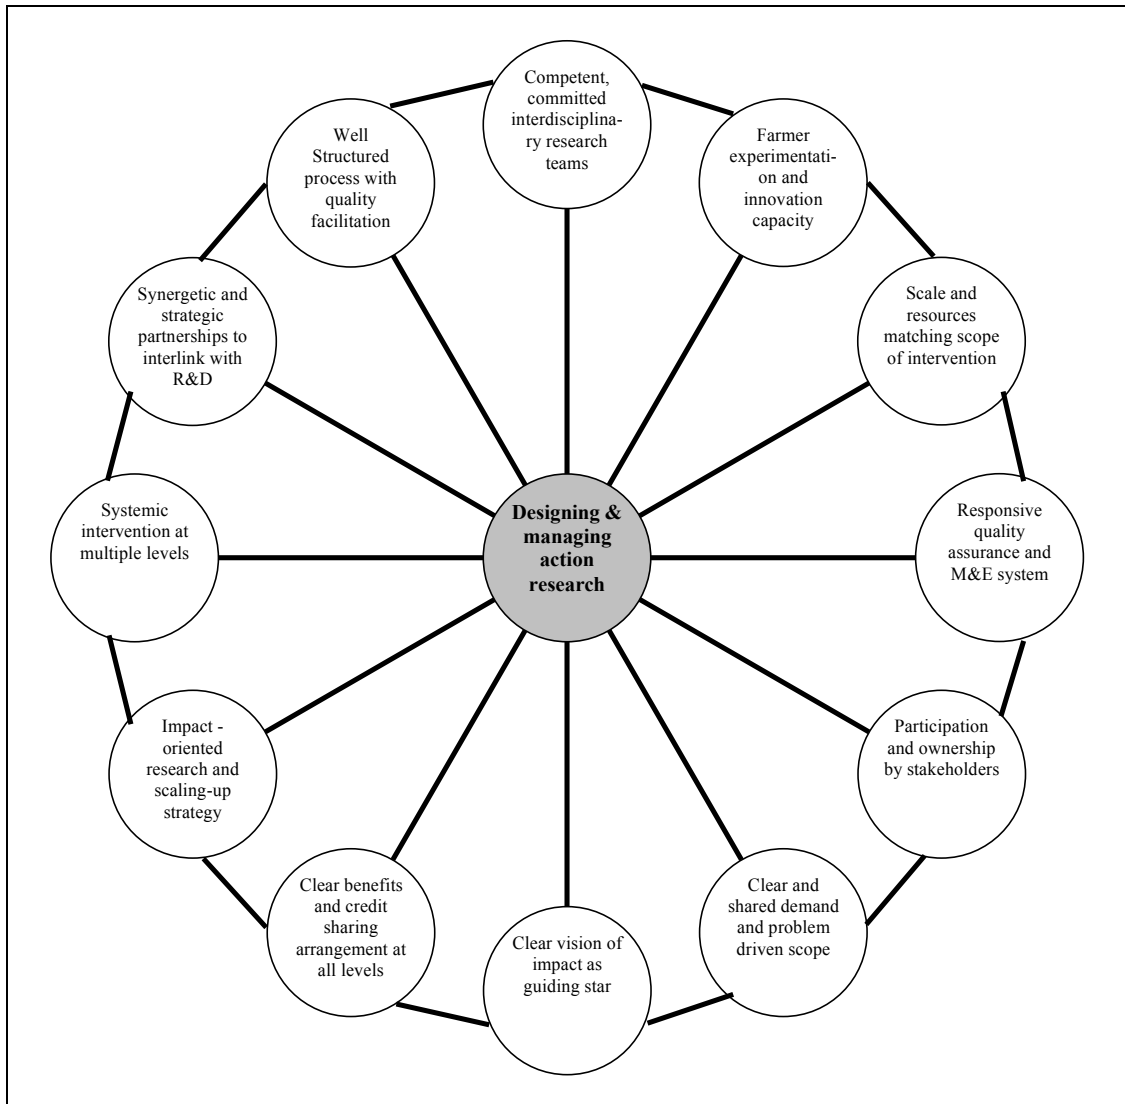 Competent,
committed
interdisciplina-
ry research
teams
Farmer
experimentati-
on and
innovation
capacity
Scale and
resources
matching scope
of intervention
Responsive
quality
assurance and
M&E system
Participation
and ownership
by stakeholders
Clear and
shared demand
and problem
driven scope
Clear vision of
impact as
guiding star
Clear benefits
and credit
sharing
arrangement at
all levels
Impact -
oriented
research and
scaling-up
strategy
Systemic
intervention at
multiple levels
Synergetic and
strategic
partnerships to
interlink with
R&D
Well
Structured
process with
quality
facilitation
Designing &
managing
action
research